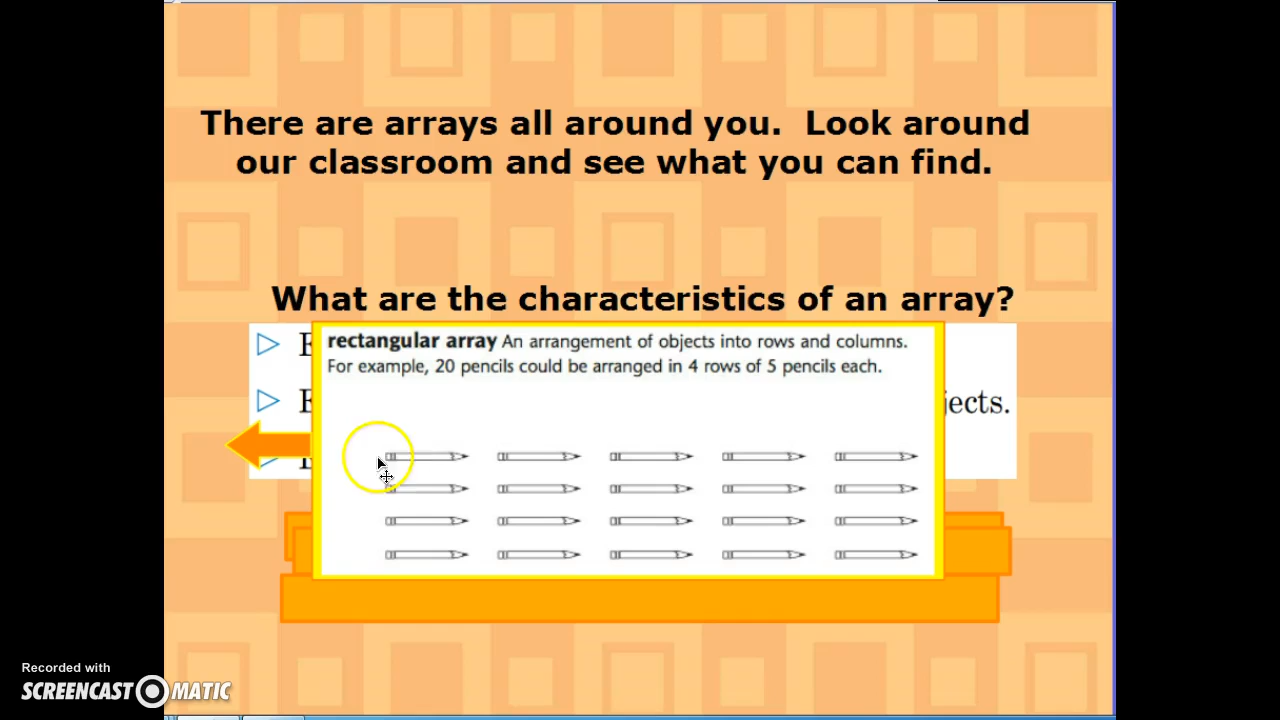 There are arrays all around you. Look around
our classroom and see what you can find.
What are the characteristics of an array?
rectangular array An arrangement of objects into rows and columns.
For example, 20 pencils could be arranged in 4 rows of 5 pencils each.
jects.
Recorded with
SCREENCAST MATIC